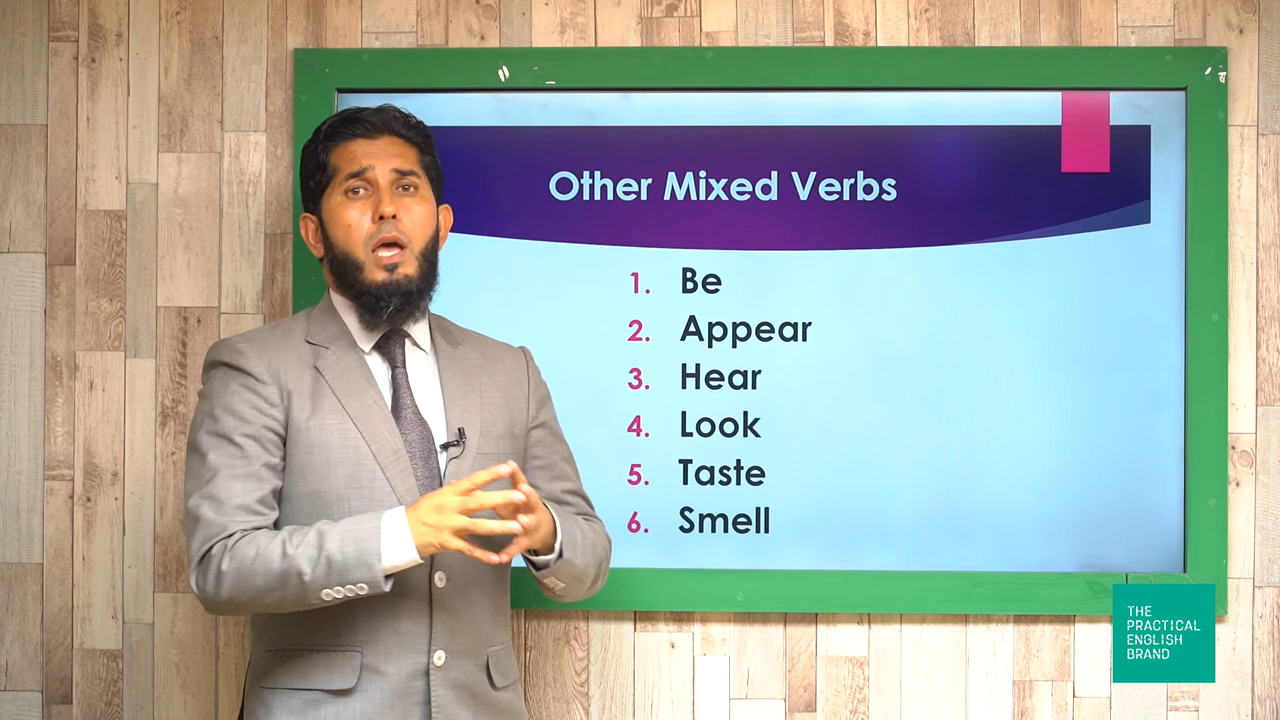 Other Mixed Verbs
1. Be
2. Appear
3. Hear
4. Look
5. Taste
6. Smell
THE
PRACTICAL
ENGLISH
BRAND